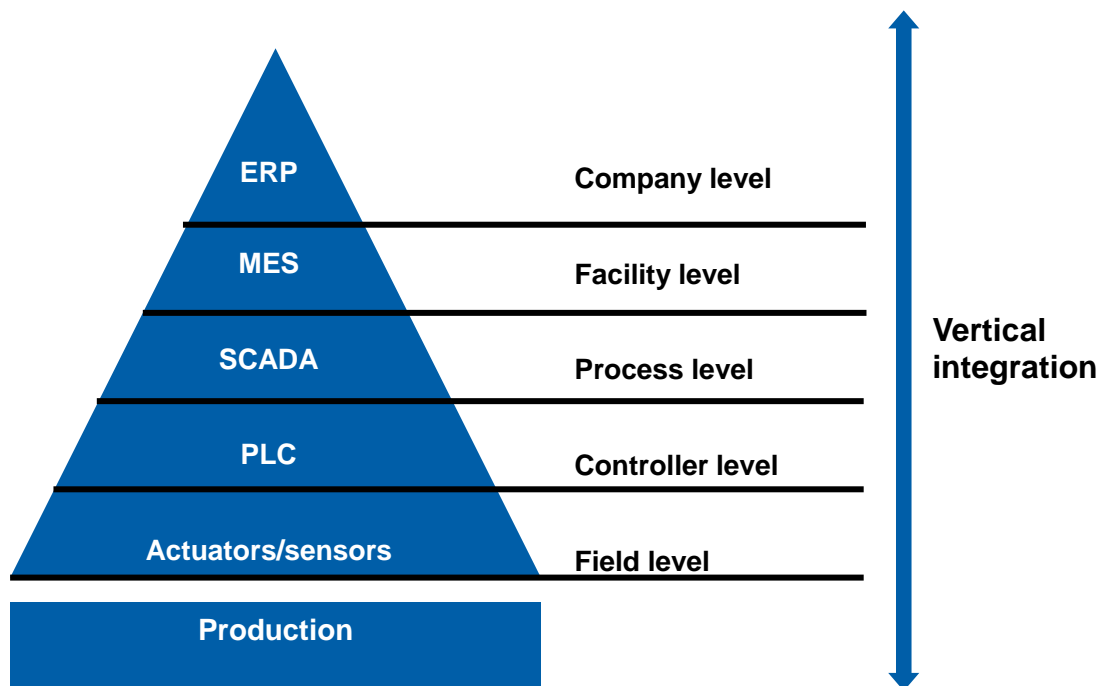 ERP
Company level
MES
Facility level
SCADA
Process level
PLC
Controller level
Actuators/sensors
Field level
Production
Vertical
integration